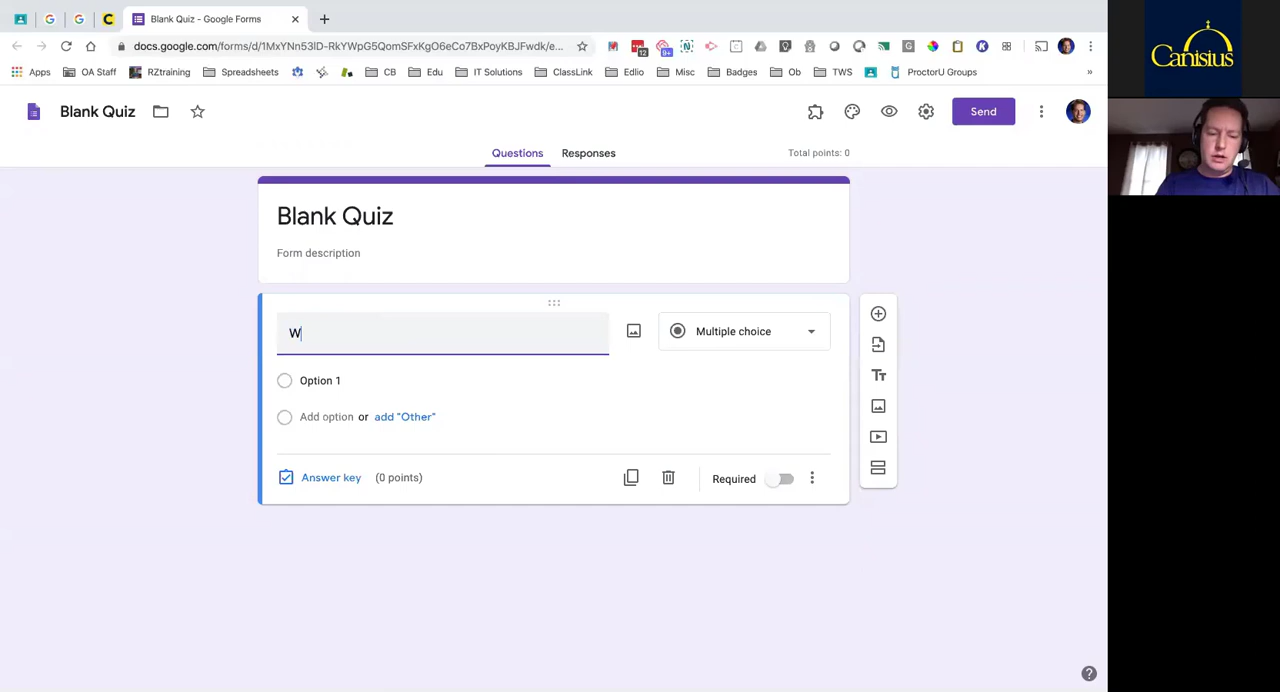 Blank Quiz - Google Forms
docs.google.com/forms/d/1MxYNn53lD-RkYWpG5QomSFxKgO6eCo7BxPoyKBJFwdk/e...
12
9+
Apps
OA Staff
RZtraining
Spreadsheets
CB
Edu
IT Solutions
ClassLink
Edlio
Misc
Badges
Ob
TWS
ProctorU Groups
»
Canisius
Blank Quiz
Send
Questions
Responses
Total points: 0
Blank Quiz
Form description
W
Multiple choice
Option 1
Add option or add "Other"
Answer key (0 points)
Required